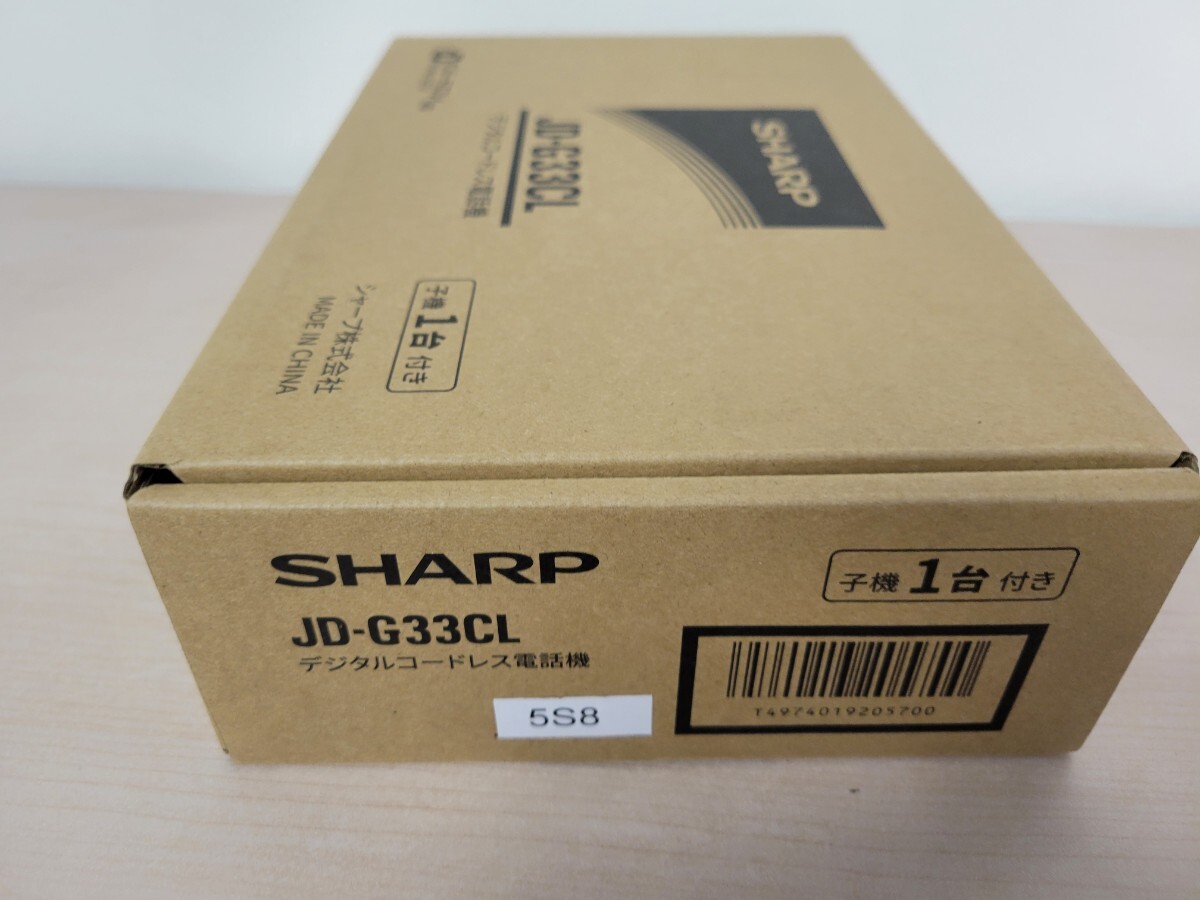 SHARP
JD-G33CL
デジタルコードレス電話機
子機1台付き
シャープ株式会社
MADE IN CHINA
SHARP
JD-G33CL
デジタルコードレス電話機
子機1台付き
5S8
T4974019205700